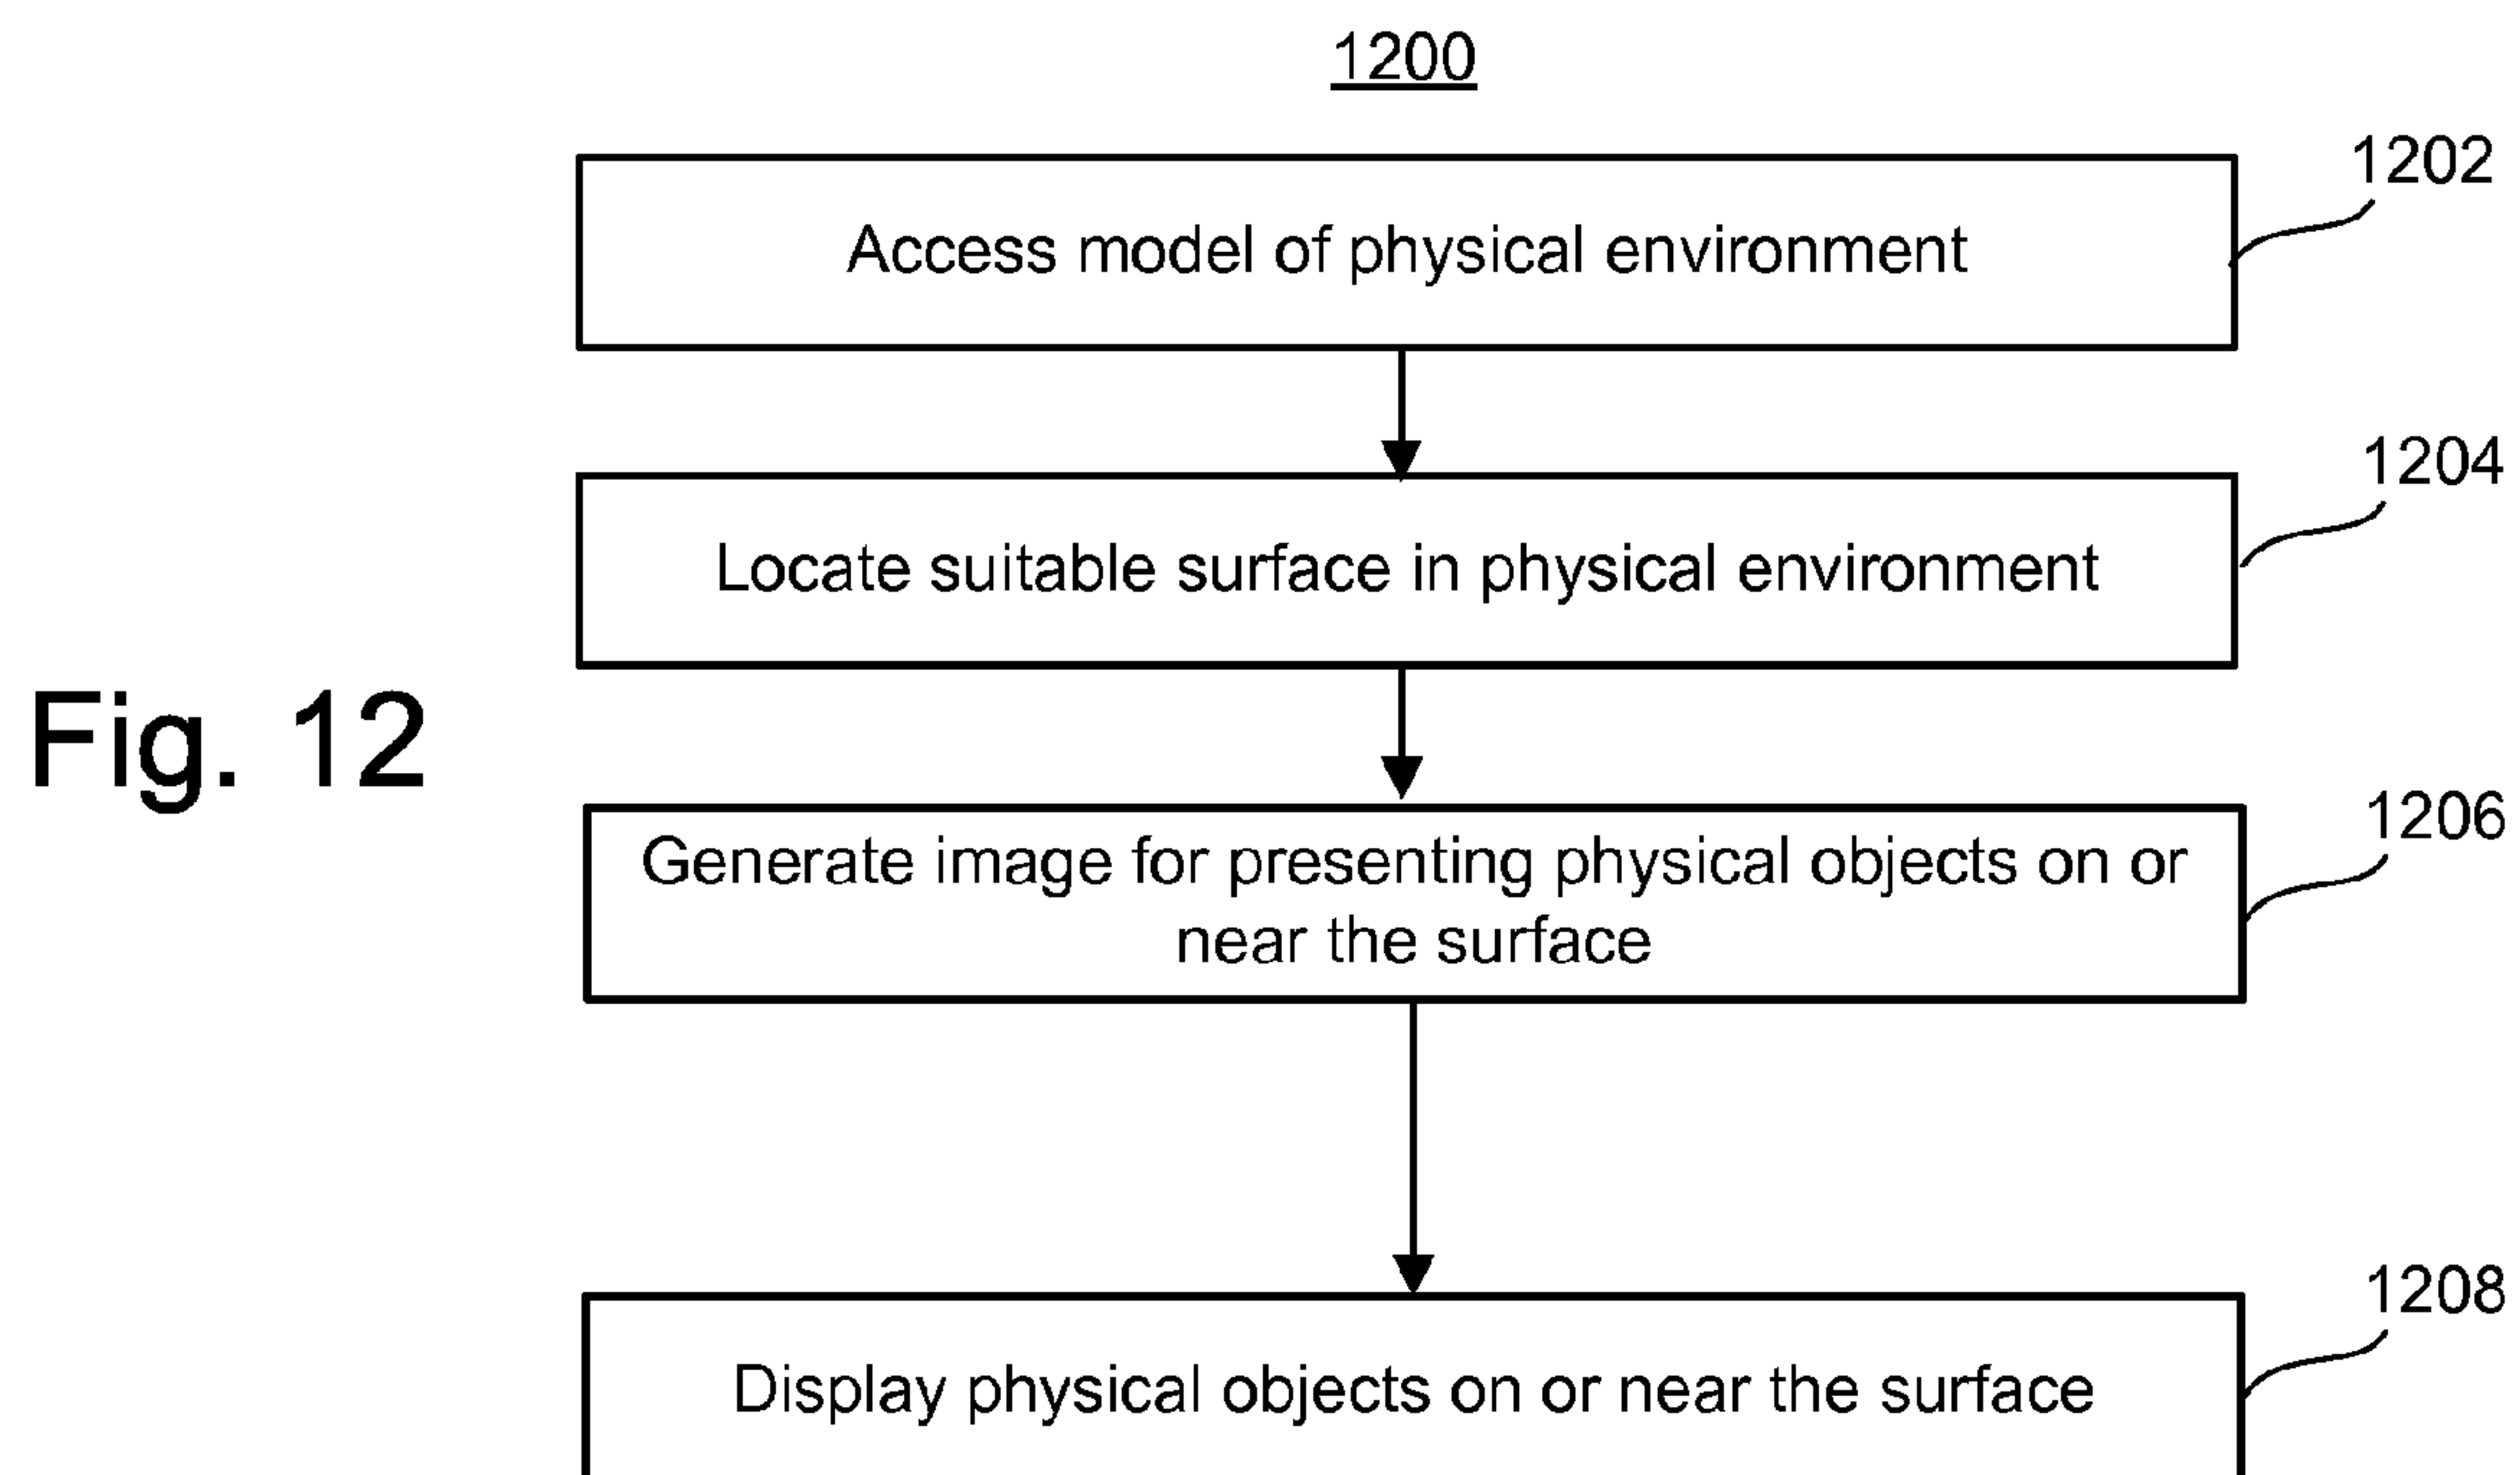 1200
1202
Access model of physical environment
1204
Locate suitable surface in physical environment
Fig. 12
1206
Generate image for presenting physical objects on or
near the surface
1208
Display physical objects on or near the surface